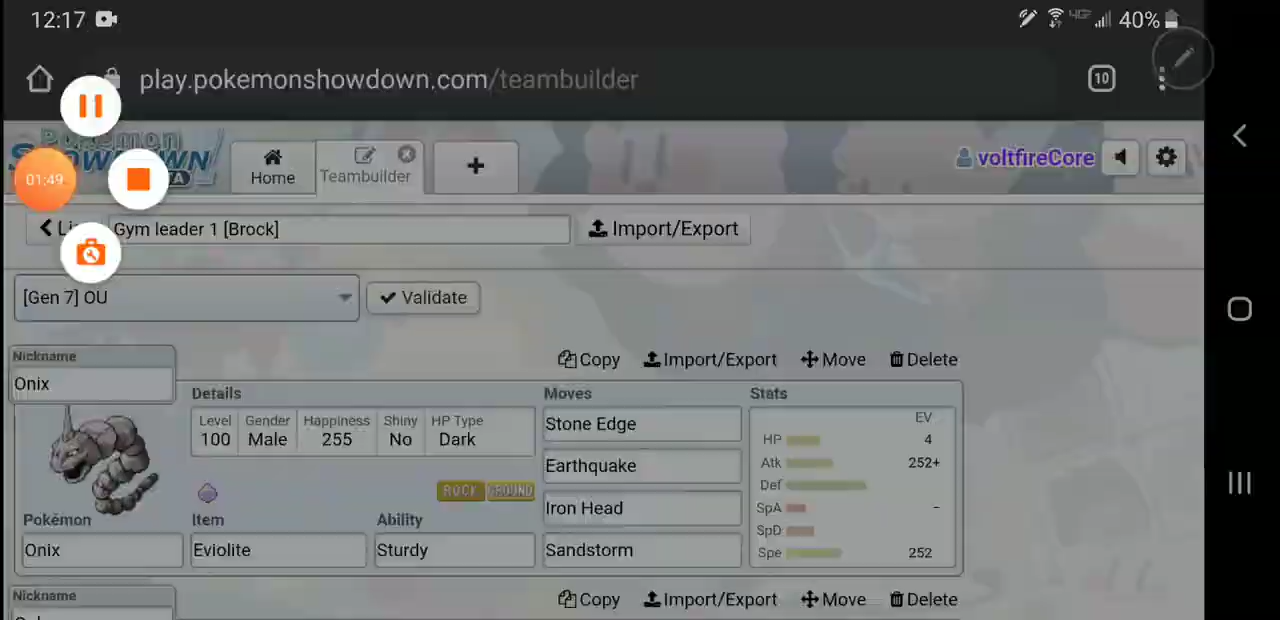 12:17 4G 40%
play.pokemonshowdown.com/teambuilder 10
Pokémon
SHOWDOWN
01:49
Home
Teambuilder
+
voltfireCore
Gym leader 1 [Brock]
Import/Export
[Gen 7] OU
Validate
Nickname
Onix
Copy Import/Export Move Delete
Details
Level Gender Happiness Shiny HP Type
100 Male 255 No Dark
ROCK GROUND
Pokémon Item Ability
Onix Eviolite Sturdy
Moves
Stone Edge
Earthquake
Iron Head
Sandstorm
Stats
EV
HP 4
Atk 252+
Def
SpA -
SpD
Spe 252
Nickname
Copy Import/Export Move Delete